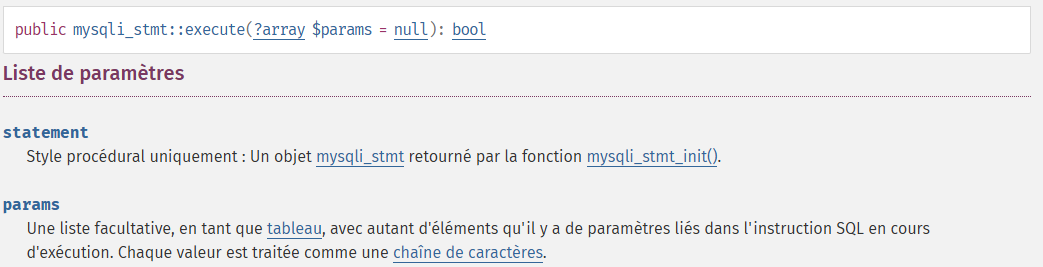 public mysqli_stmt::execute(?array $params = null): bool
Liste de paramètres
statement
Style procédural uniquement : Un objet mysqli_stmt retourné par la fonction mysqli_stmt_init().
params
Une liste facultative, en tant que tableau, avec autant d'éléments qu'il y a de paramètres liés dans l'instruction SQL en cours
d'exécution. Chaque valeur est traitée comme une chaîne de caractères.